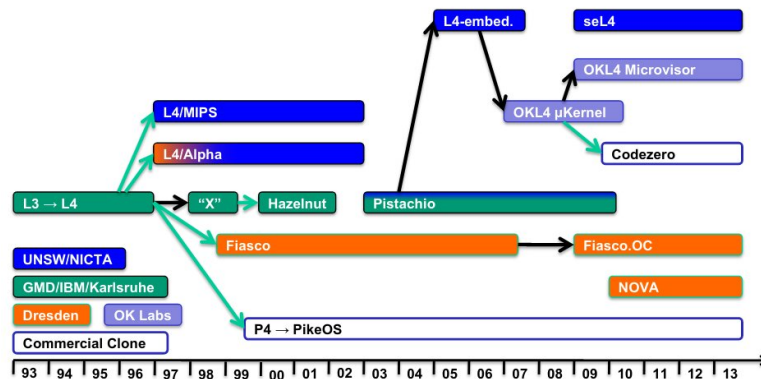 L4-embed. seL4
OKL4 Microvisor
L4/MIPS OKL4 μKernel
L4/Alpha Codezero
L3 → L4 “X” Hazelnut Pistachio
Fiasco Fiasco.OC
UNSW/NICTA
GMD/IBM/Karlsruhe NOVA
Dresden OK Labs
P4 → PikeOS
Commercial Clone
93 94 95 96 97 98 99 00 01 02 03 04 05 06 07 08 09 10 11 12 13